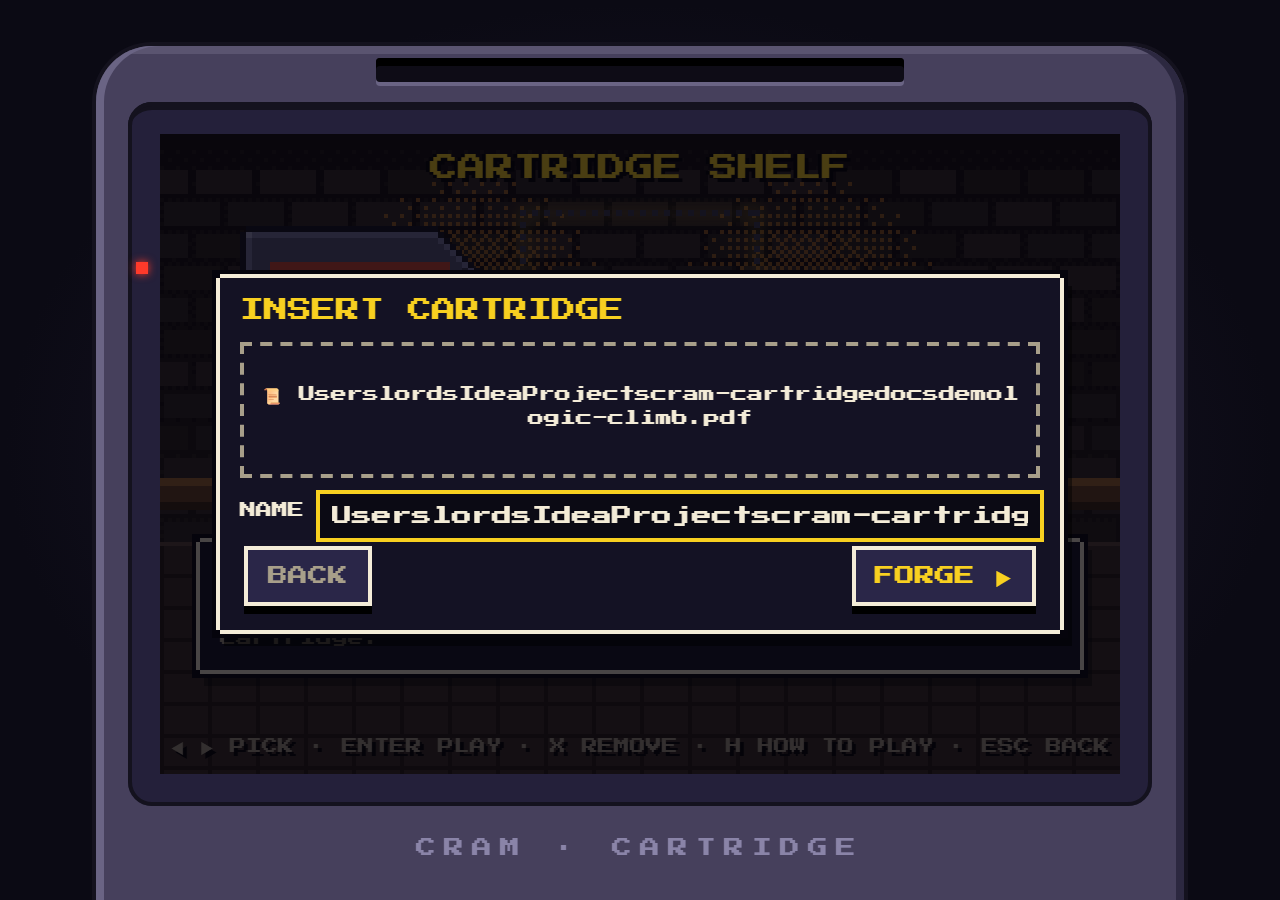 CARTRIDGE SHELF
INSERT CARTRIDGE
📜 UserslordsIdeaProjectscram-cartridgedocsdemol
ogic-climb.pdf
NAME UserslordsIdeaProjectscram-cartridg
BACK FORGE ▶
cartridge.
◀ ▶ PICK · ENTER PLAY · X REMOVE · H HOW TO PLAY · ESC BACK
CRAM · CARTRIDGE